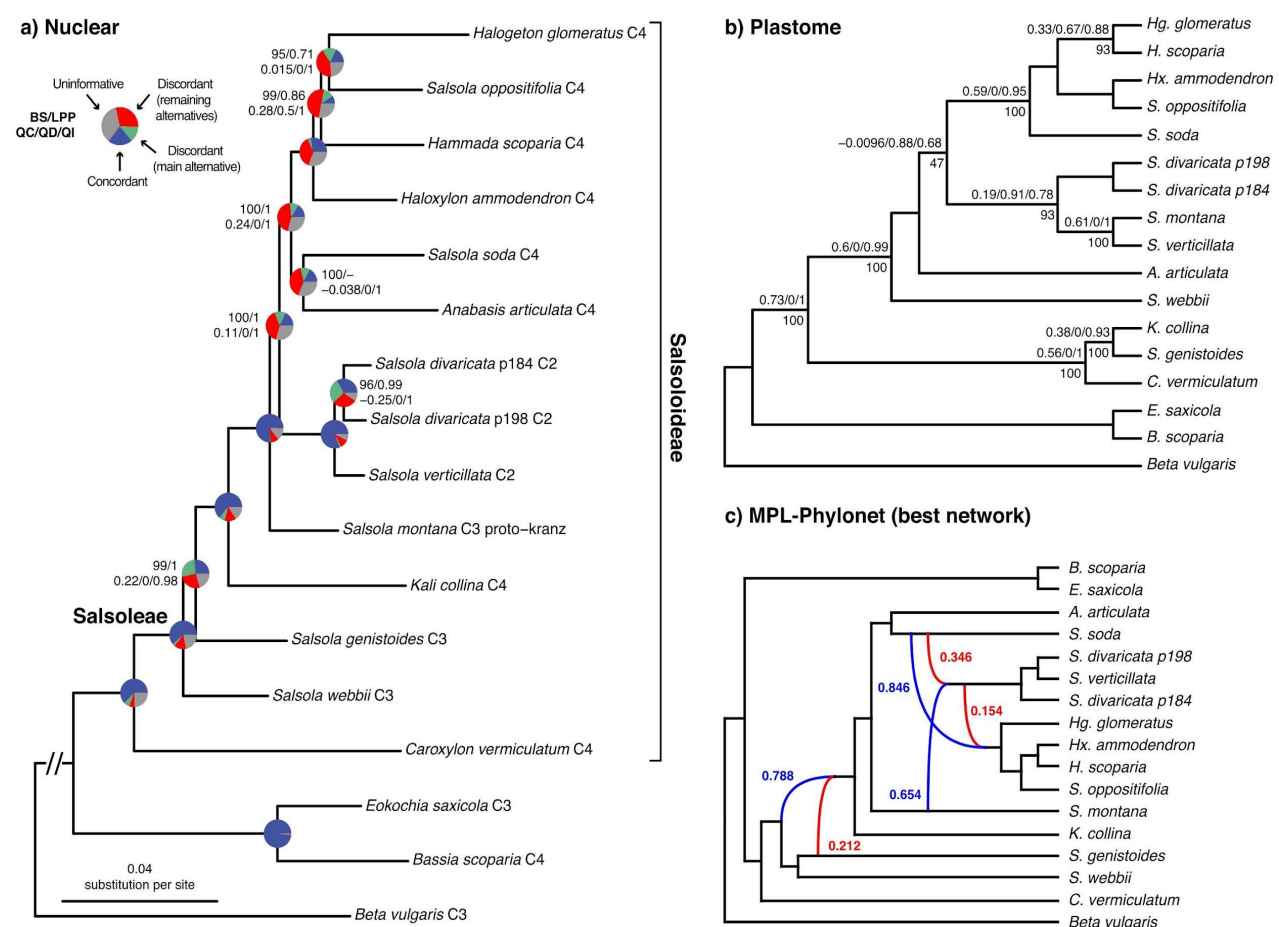 a) Nuclear
Uninformative
Discordant
(remaining
alternatives)
BS/LPP
QC/QD/QI
Discordant
(main alternative)
Concordant
Halogeton glomeratus C4
95/0.71
0.015/0/1
Salsola oppositifolia C4
99/0.86
0.28/0.5/1
Hammada scoparia C4
Haloxylon ammodendron C4
100/1
0.24/0/1
Salsola soda C4
100/–
−0.038/0/1
Anabasis articulata C4
100/1
0.11/0/1
Salsola divaricata p184 C2
96/0.99
−0.25/0/1
Salsola divaricata p198 C2
Salsola verticillata C2
Salsola montana C3 proto−kranz
Kali collina C4
99/1
0.22/0/0.98
Salsoleae
Salsola genistoides C3
Salsola webbii C3
Caroxylon vermiculatum C4
Eokochia saxicola C3
Bassia scoparia C4
0.04
substitution per site
Beta vulgaris C3
Salsoloideae
b) Plastome
0.33/0.67/0.88
93
Hg. glomeratus
H. scoparia
Hx. ammodendron
0.59/0/0.95
100
S. oppositifolia
S. soda
−0.0096/0.88/0.68
47
S. divaricata p198
S. divaricata p184
0.19/0.91/0.78
93
0.61/0/1
100
S. montana
S. verticillata
0.6/0/0.99
100
A. articulata
S. webbii
0.73/0/1
100
0.38/0/0.93
100
K. collina
S. genistoides
0.56/0/1
100
C. vermiculatum
E. saxicola
B. scoparia
Beta vulgaris
c) MPL-Phylonet (best network)
B. scoparia
E. saxicola
A. articulata
S. soda
0.346
S. divaricata p198
S. verticillata
0.846
S. divaricata p184
0.154
Hg. glomeratus
Hx. ammodendron
H. scoparia
0.788
0.654
S. oppositifolia
S. montana
K. collina
0.212
S. genistoides
S. webbii
C. vermiculatum
Beta vulgaris